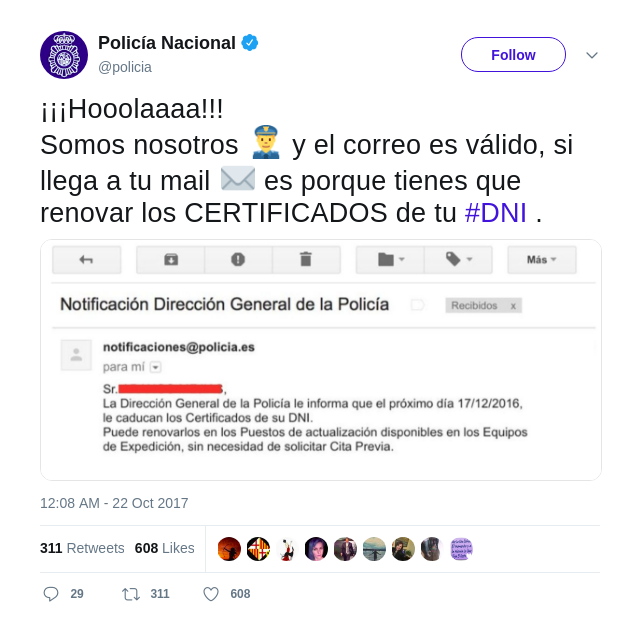 Policía Nacional
@policia
Follow
¡¡¡Hooolaaaa!!!
Somos nosotros 👮‍♂️ y el correo es válido, si
llega a tu mail ✉️ es porque tienes que
renovar los CERTIFICADOS de tu #DNI .
Más
Notificación Dirección General de la Policía
Recibidos x
notificaciones@policia.es
para mí
Sr. ,
La Dirección General de la Policía le informa que el próximo día 17/12/2016,
le caducan los Certificados de su DNI.
Puede renovarlos en los Puestos de actualización disponibles en los Equipos
de Expedición, sin necesidad de solicitar Cita Previa.
12:08 AM - 22 Oct 2017
311 Retweets 608 Likes
29 311 608